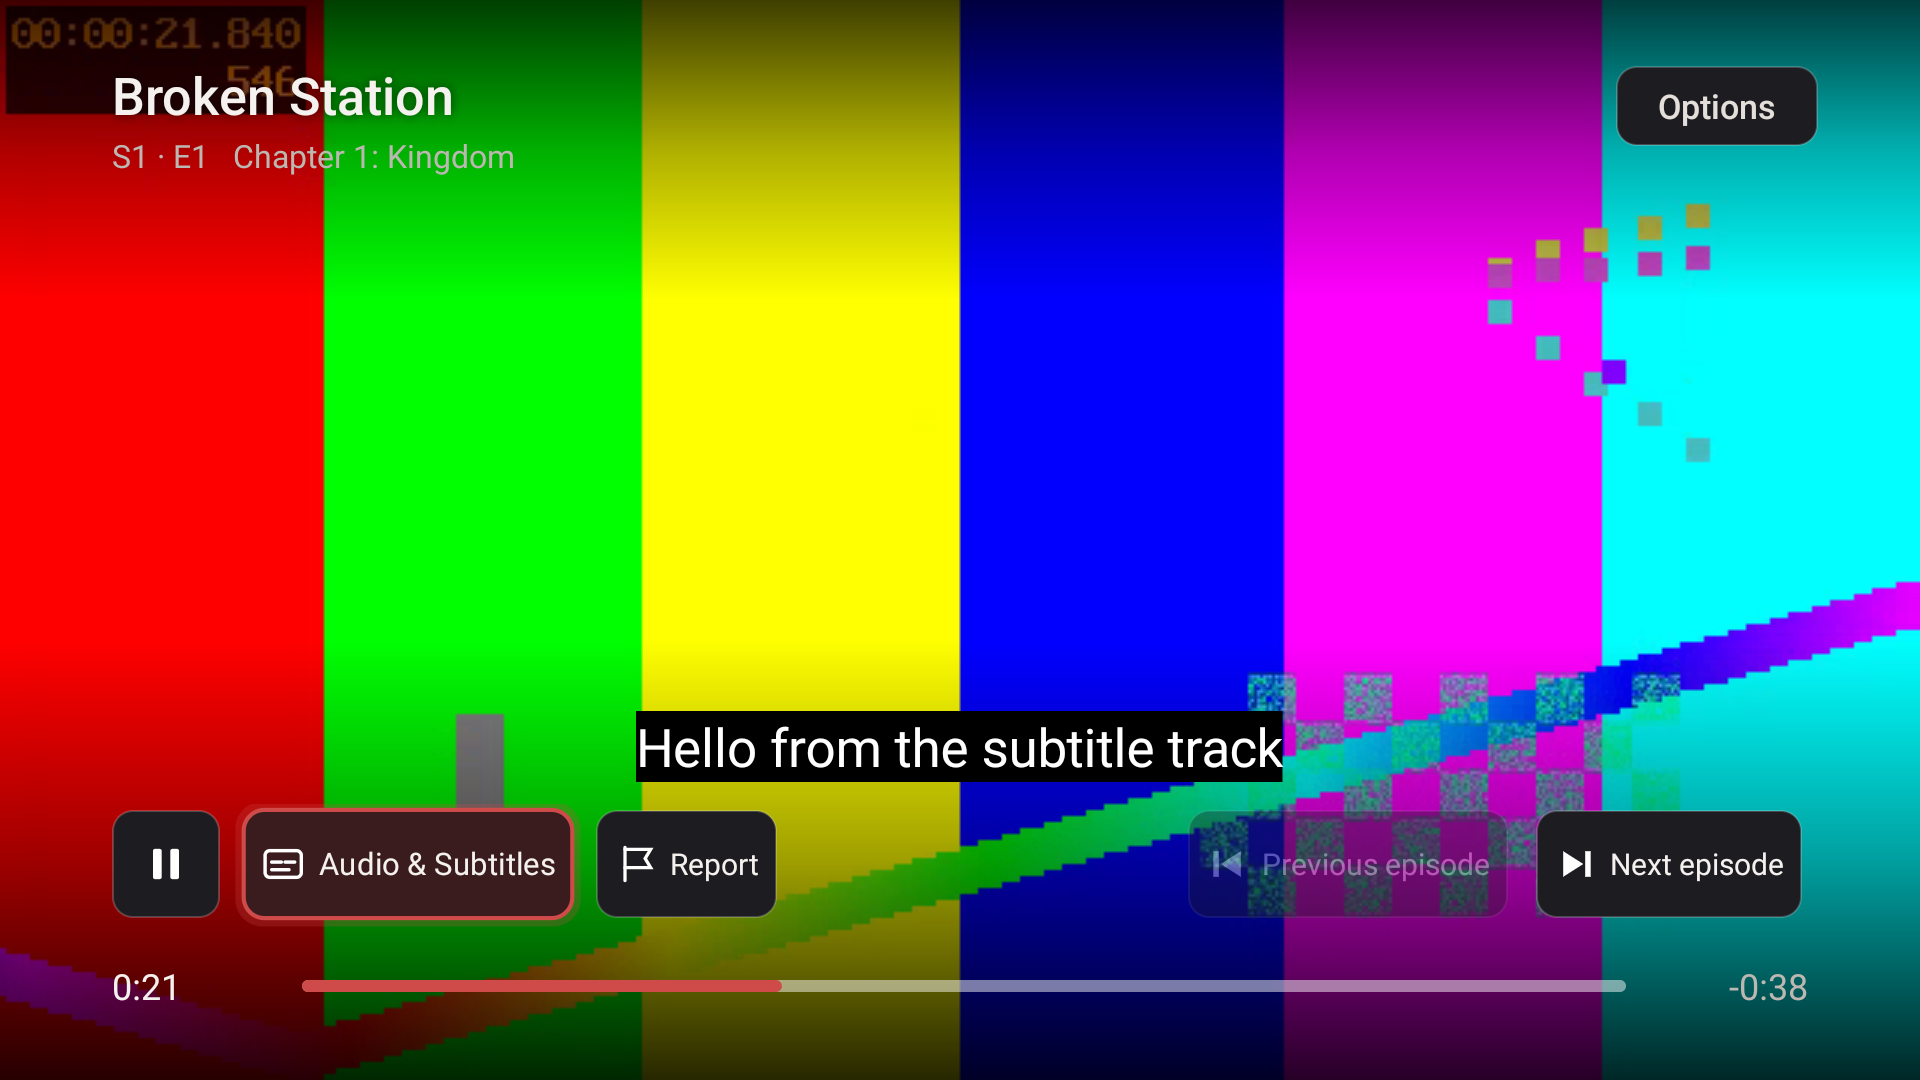 00:00:21.840
546
Broken Station
S1 · E1 Chapter 1: Kingdom
Options
Hello from the subtitle track
Audio & Subtitles
Report
Previous episode
Next episode
0:21
-0:38